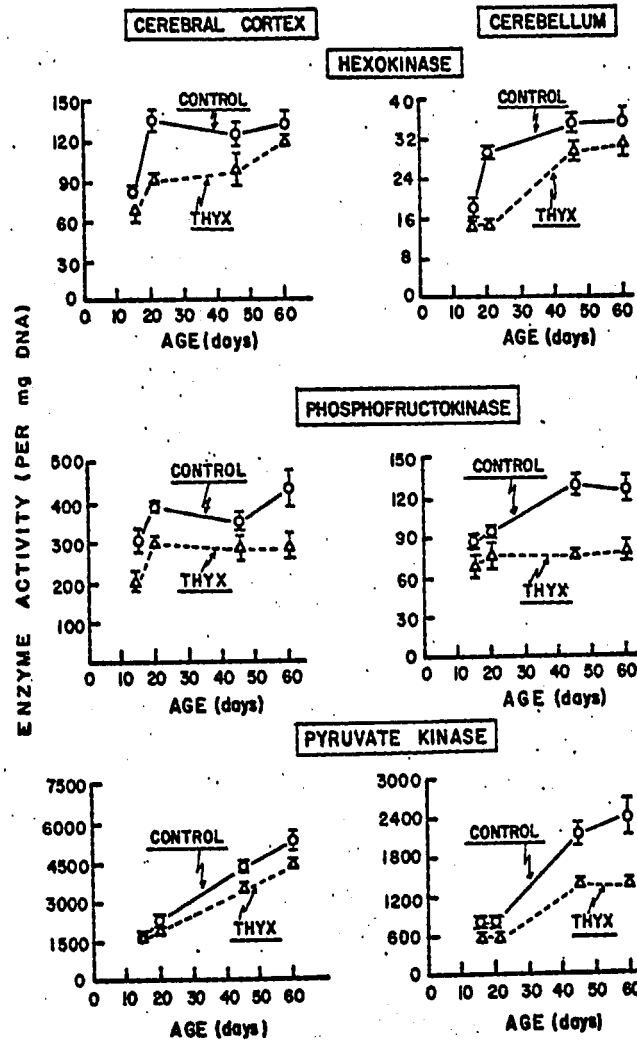 CEREBRAL CORTEX
CEREBELLUM
HEXOKINASE
ENZYME ACTIVITY (PER mg DNA)
150
120
90
60
30
0
CONTROL
THYX
0 10 20 30 40 50 60
AGE (days)
40
32
24
16
8
0
CONTROL
THYX
0 10 20 30 40 50 60
AGE (days)
PHOSPHOFRUCTOKINASE
500
400
300
200
100
CONTROL
THYX
0 10 20 30 40 50 60
AGE (days)
150
120
90
60
30
0
CONTROL
THYX
0 10 20 30 40 50 60
AGE (days)
PYRUVATE KINASE
7500
6000
4500
3000
1500
CONTROL
THYX
0 10 20 30 40 50 60
AGE (days)
3000
2400
1800
1200
600
0
CONTROL
THYX
0 10 20 30 40 50 60
AGE (days)